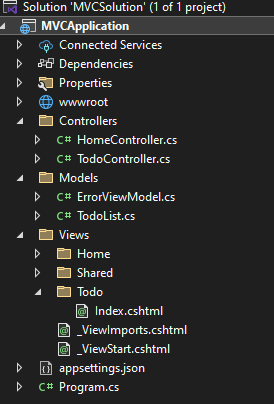 Solution 'MVCSolution' (1 of 1 project)
MVCApplication
Connected Services
Dependencies
Properties
wwwroot
Controllers
C# HomeController.cs
C# TodoController.cs
Models
C# ErrorViewModel.cs
C# TodoList.cs
Views
Home
Shared
Todo
Index.cshtml
_ViewImports.cshtml
_ViewStart.cshtml
appsettings.json
C# Program.cs